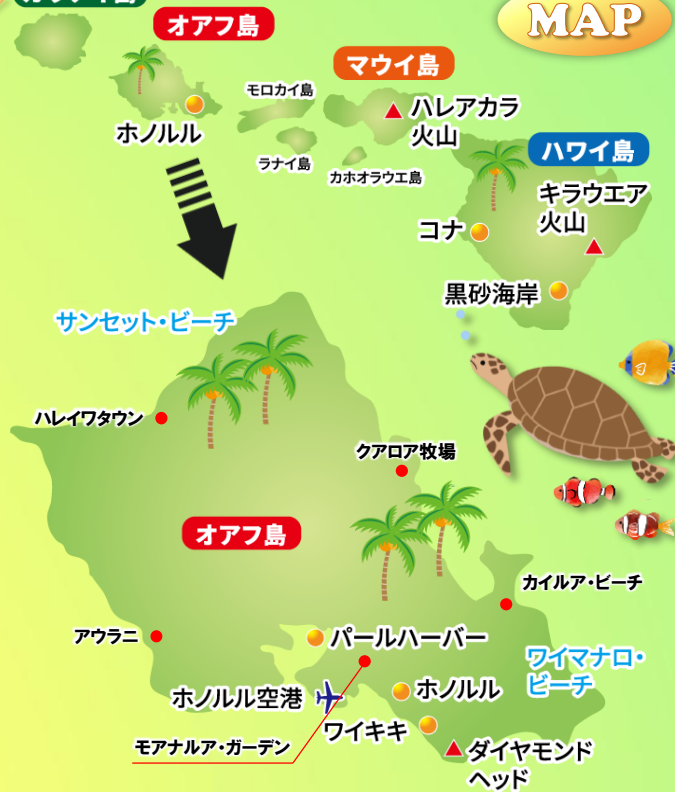 オアフ島
MAP
マウイ島
モロカイ島
ハレアカラ
火山
ホノルル
ラナイ島
カホオラウエ島
ハワイ島
キラウエア
火山
コナ
黒砂海岸
サンセット・ビーチ
ハレイワタウン
クアロア牧場
オアフ島
カイルア・ビーチ
アウラニ
パールハーバー
ワイマナロ・
ビーチ
ホノルル空港
ホノルル
ワイキキ
モアナルア・ガーデン
ダイヤモンド
ヘッド